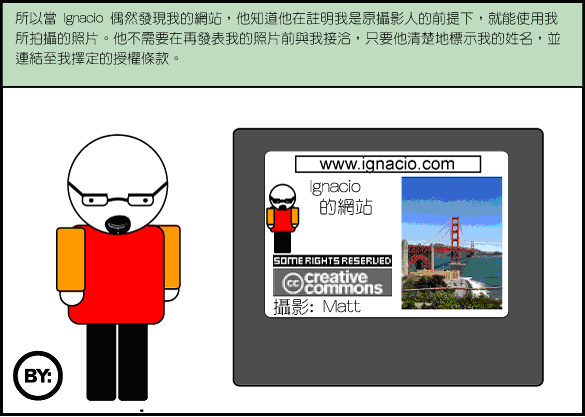 所以當 Ignacio 偶然發現我的網站，他知道他在註明我是原攝影人的前提下，就能使用我
所拍攝的照片。他不需要在再發表我的照片前與我接洽，只要他清楚地標示我的姓名，並
連結至我擇定的授權條款。
www.ignacio.com
Ignacio
的網站
SOME RIGHTS RESERVED
cc creative
commons
攝影: Matt
BY: